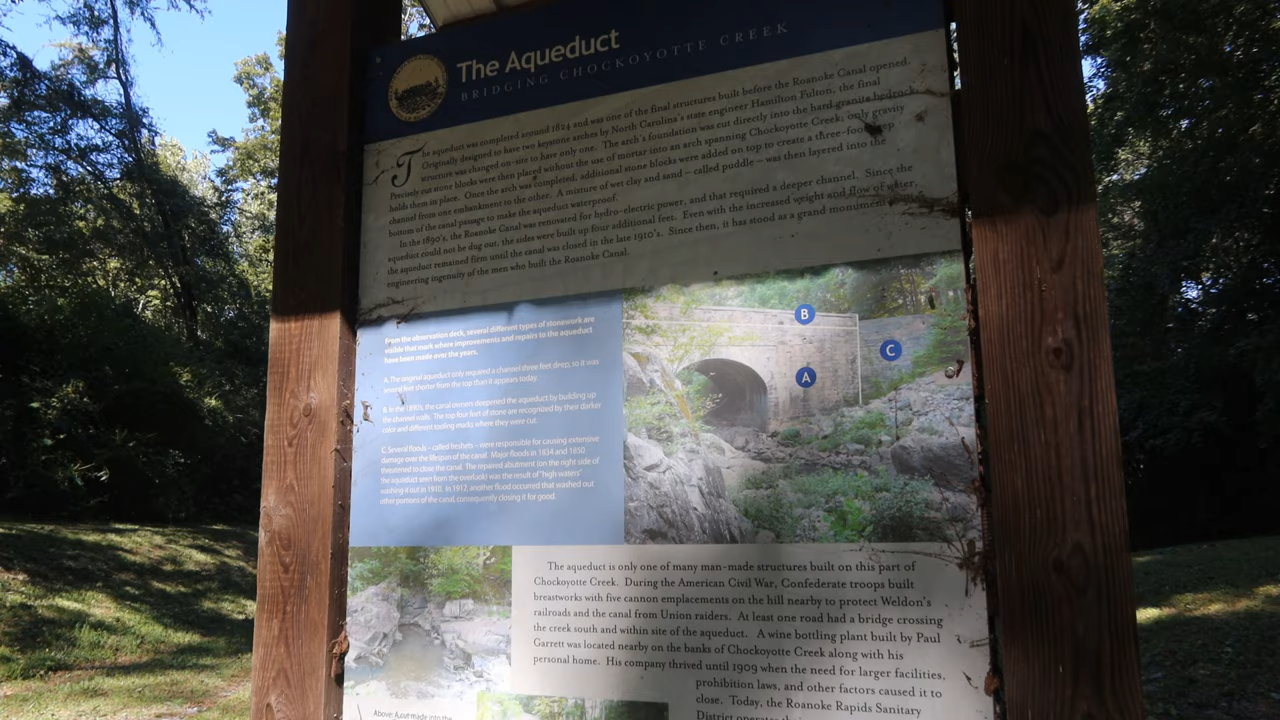 The Aqueduct
BRIDGING CHOCKOYOTTE CREEK
The aqueduct was completed around 1824 and was one of the final structures built before the Roanoke Canal opened.
Originally designed to have two keystone arches by North Carolina's state engineer Hamilton Fulton, the final
structure was changed on-site to have only one. The arch's foundation was cut directly into the hard granite bedrock.
Precisely cut stone blocks were then placed without the use of mortar into an arch spanning Chockoyotte Creek; only gravity
holds them in place. Once the arch was completed, additional stone blocks were added on top to create a three-foot deep
channel from one embankment to the other. A mixture of wet clay and sand – called puddle – was then layered into the
bottom of the canal passage to make the aqueduct waterproof.
In the 1890's, the Roanoke Canal was renovated for hydro-electric power, and that required a deeper channel. Since the
aqueduct could not be dug out, the sides were built up four additional feet. Even with the increased weight and flow of water,
the aqueduct remained firm until the canal was closed in the late 1910's. Since then, it has stood as a grand monument
engineering ingenuity of the men who built the Roanoke Canal.
From the observation deck, several different types of stonework are
visible that mark where improvements and repairs to the aqueduct
have been made over the years.
A. The original aqueduct only required a channel three feet deep, so it was
several feet shorter from the top than it appears today.
B. In the 1890's, the canal owners deepened the aqueduct by building up
the channel walls. The top four feet of stone are recognized by their darker
color and different tooling marks where they were cut.
C. Several floods – called freshets – were responsible for causing extensive
damage over the lifespan of the canal. Major floods in 1834 and 1850
threatened to close the canal. The repaired abutment (on the right side of
the aqueduct seen from the overlook) was the result of "high waters"
washing it out in 1910. In 1912 another flood occurred that washed out
other portions of the canal, consequently closing it for good.
B
C
A
The aqueduct is only one of many man-made structures built on this part of
Chockoyotte Creek. During the American Civil War, Confederate troops built
breastworks with five cannon emplacements on the hill nearby to protect Weldon's
railroads and the canal from Union raiders. At least one road had a bridge crossing
the creek south and within site of the aqueduct. A wine bottling plant built by Paul
Garrett was located nearby on the banks of Chockoyotte Creek along with his
personal home. His company thrived until 1909 when the need for larger facilities,
prohibition laws, and other factors caused it to
close. Today, the Roanoke Rapids Sanitary
District operates
Above: A cut made into the